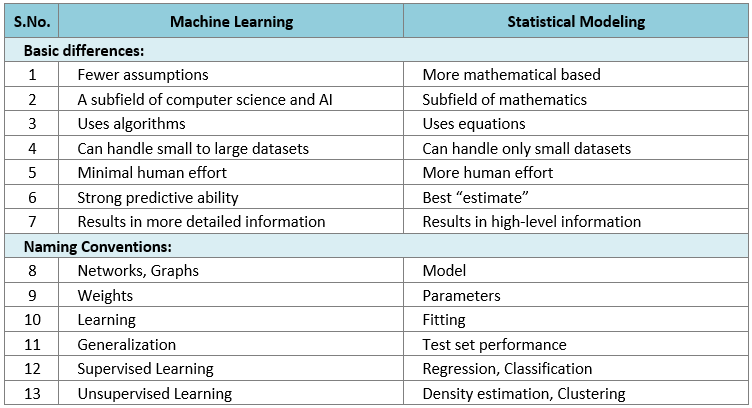 S.No. Machine Learning Statistical Modeling
Basic differences:
1 Fewer assumptions More mathematical based
2 A subfield of computer science and AI Subfield of mathematics
3 Uses algorithms Uses equations
4 Can handle small to large datasets Can handle only small datasets
5 Minimal human effort More human effort
6 Strong predictive ability Best “estimate”
7 Results in more detailed information Results in high-level information
Naming Conventions:
8 Networks, Graphs Model
9 Weights Parameters
10 Learning Fitting
11 Generalization Test set performance
12 Supervised Learning Regression, Classification
13 Unsupervised Learning Density estimation, Clustering